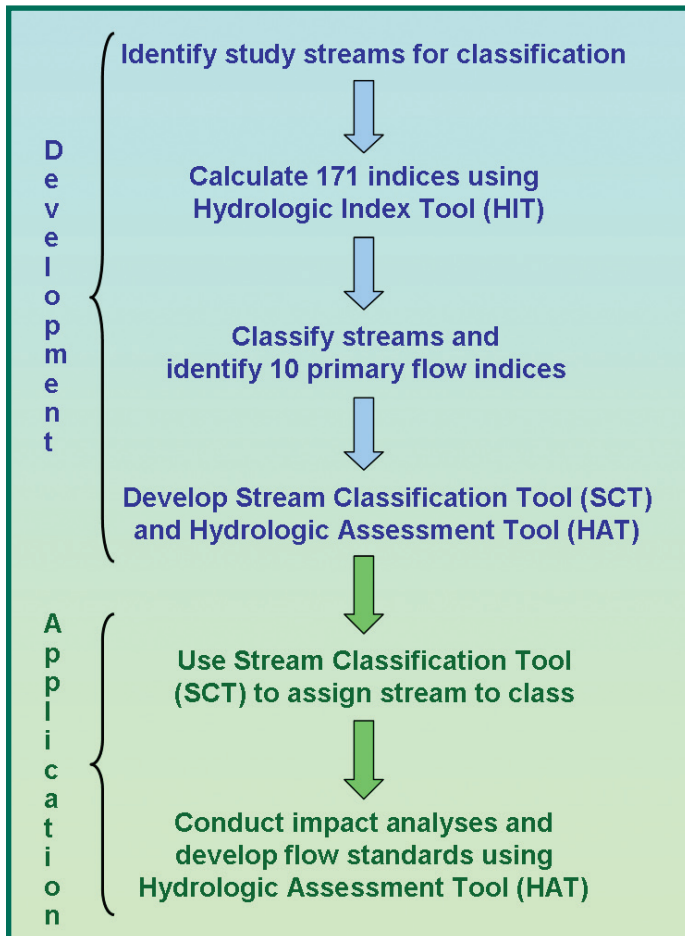 Identify study streams for classification
Development
Calculate 171 indices using
Hydrologic Index Tool (HIT)
Classify streams and
identify 10 primary flow indices
Develop Stream Classification Tool (SCT)
and Hydrologic Assessment Tool (HAT)
Application
Use Stream Classification Tool
(SCT) to assign stream to class
Conduct impact analyses and
develop flow standards using
Hydrologic Assessment Tool (HAT)